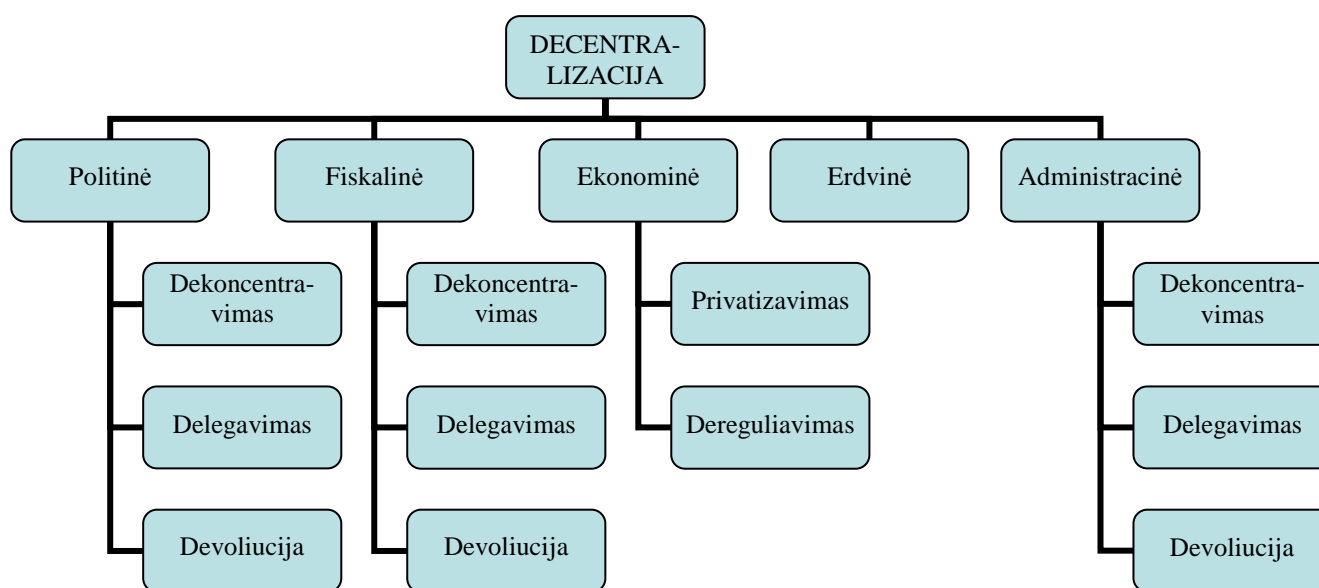 DECENTRA-
LIZACIJA
Politinė
Fiskalinė
Ekonominė
Erdvinė
Administracinė
Dekoncentra-
vimas
Dekoncentra-
vimas
Privatizavimas
Dekoncentra-
vimas
Delegavimas
Delegavimas
Dereguliavimas
Delegavimas
Devoliucija
Devoliucija
Devoliucija